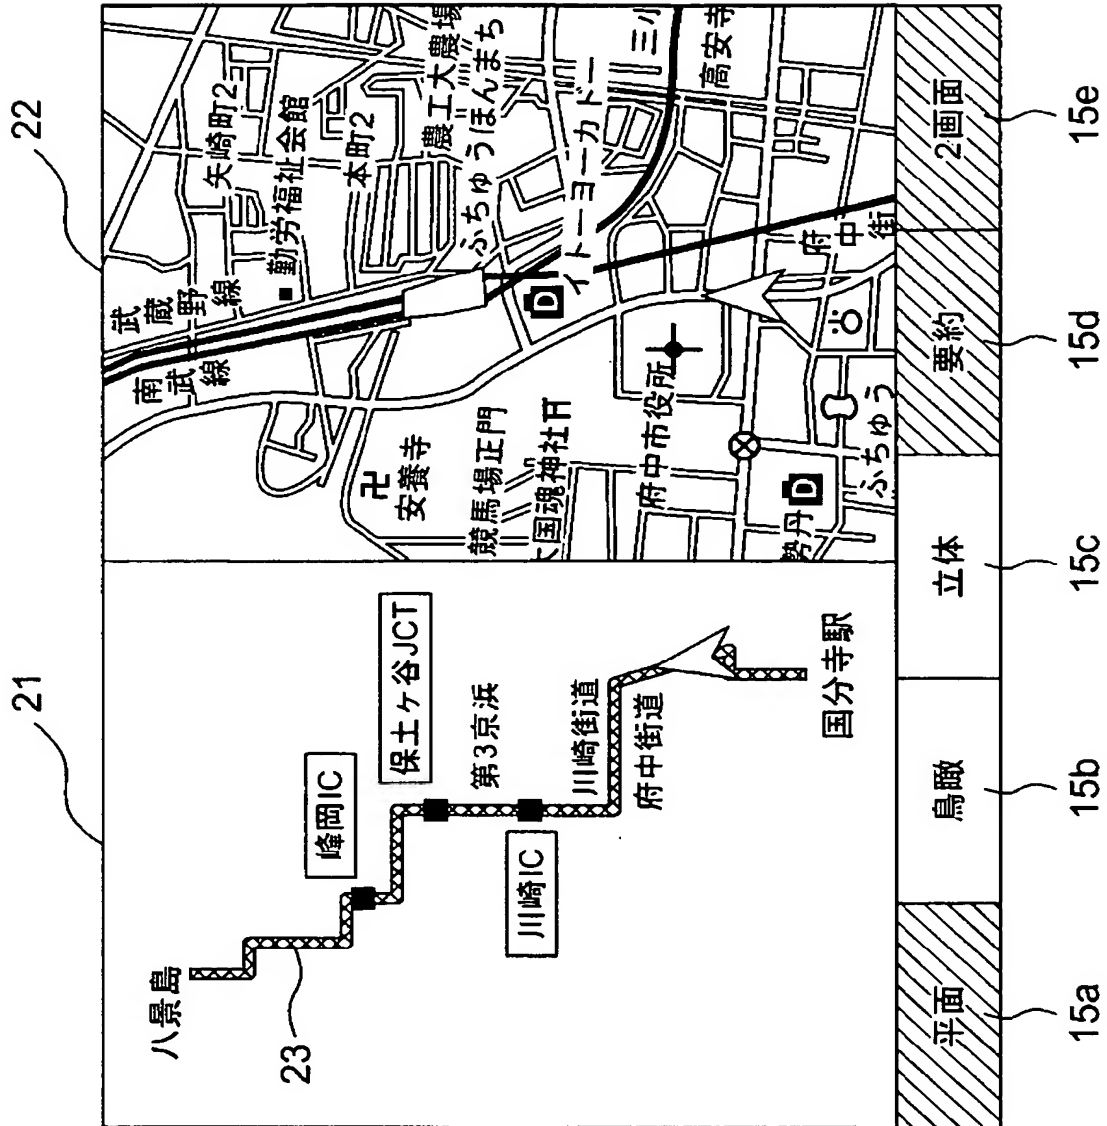 21
22
八景島
23
峰岡IC
保土ヶ谷JCT
第3京浜
川崎IC
川崎街道
府中街道
国分寺駅
武蔵野線
南武線
矢崎町2
勤労福祉会館
本町2
農工大農場
ふちゅうほんまち
イトーヨーカドー
三小
高安寺
卍
安養寺
競馬場正門
大国魂神社
D
府中市役所
府中街
D
勢丹
ふちゅう
平面
鳥瞰
立体
要約
2画面
15a
15b
15c
15d
15e